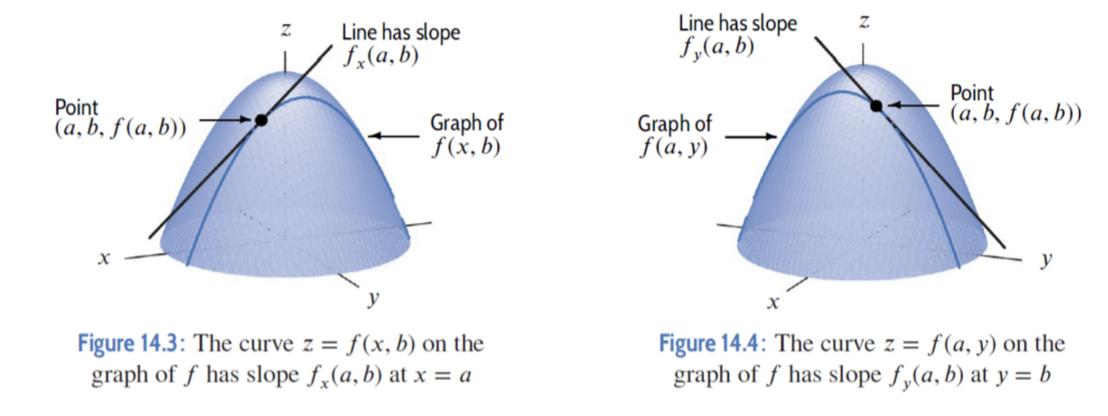 z
Line has slope
fₓ(a, b)
Point
(a, b, f(a, b))
Graph of
f(x, b)
x
y
Figure 14.3: The curve z = f(x, b) on the
graph of f has slope fₓ(a, b) at x = a
Line has slope
f_y(a, b)
z
Point
(a, b, f(a, b))
Graph of
f(a, y)
y
x
Figure 14.4: The curve z = f(a, y) on the
graph of f has slope f_y(a, b) at y = b